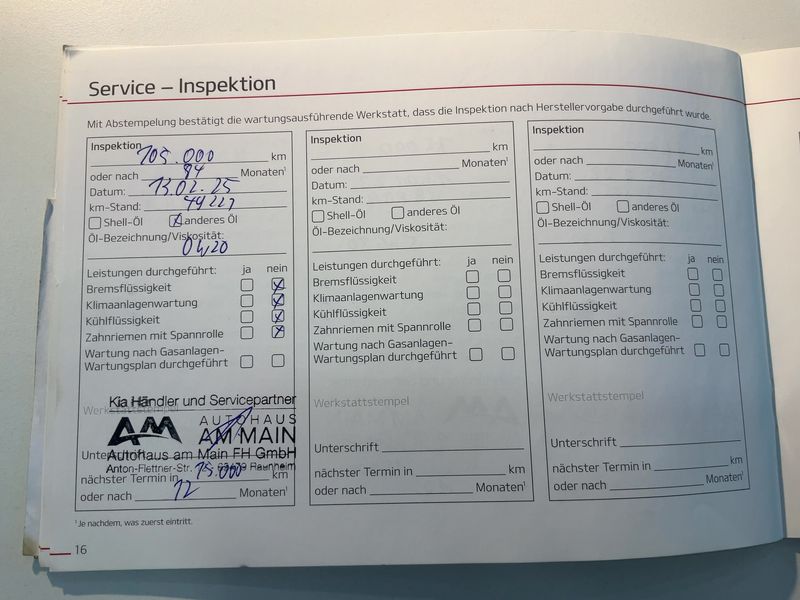 Service – Inspektion
Mit Abstempelung bestätigt die wartungsausführende Werkstatt, dass die Inspektion nach Herstellervorgabe durchgeführt wurde.
Inspektion
105.000 km
oder nach 84 Monaten¹
Datum: 13.02.25
km-Stand: 49227
Shell-Öl anderes Öl
Öl-Bezeichnung/Viskosität:
0W20
Leistungen durchgeführt: ja nein
Bremsflüssigkeit
Klimaanlagenwartung
Kühlflüssigkeit
Zahnriemen mit Spannrolle
Wartung nach Gasanlagen-
Wartungsplan durchgeführt
Kia Händler und Servicepartner
Werkstattstempel
AM AUTOHAUS
AM MAIN
Autohaus am Main FH GmbH
Unterschrift
Anton-Flettner-Str. 65479 Raunheim
nächster Termin in 15.000 km
oder nach 12 Monaten¹
Inspektion
km
oder nach Monaten¹
Datum:
km-Stand:
Shell-Öl anderes Öl
Öl-Bezeichnung/Viskosität:
Leistungen durchgeführt: ja nein
Bremsflüssigkeit
Klimaanlagenwartung
Kühlflüssigkeit
Zahnriemen mit Spannrolle
Wartung nach Gasanlagen-
Wartungsplan durchgeführt
Werkstattstempel
Unterschrift
nächster Termin in km
oder nach Monaten¹
Inspektion
km
oder nach Monaten¹
Datum:
km-Stand:
Shell-Öl anderes Öl
Öl-Bezeichnung/Viskosität:
Leistungen durchgeführt: ja nein
Bremsflüssigkeit
Klimaanlagenwartung
Kühlflüssigkeit
Zahnriemen mit Spannrolle
Wartung nach Gasanlagen-
Wartungsplan durchgeführt
Werkstattstempel
Unterschrift
nächster Termin in km
oder nach Monaten¹
¹ Je nachdem, was zuerst eintritt.
16